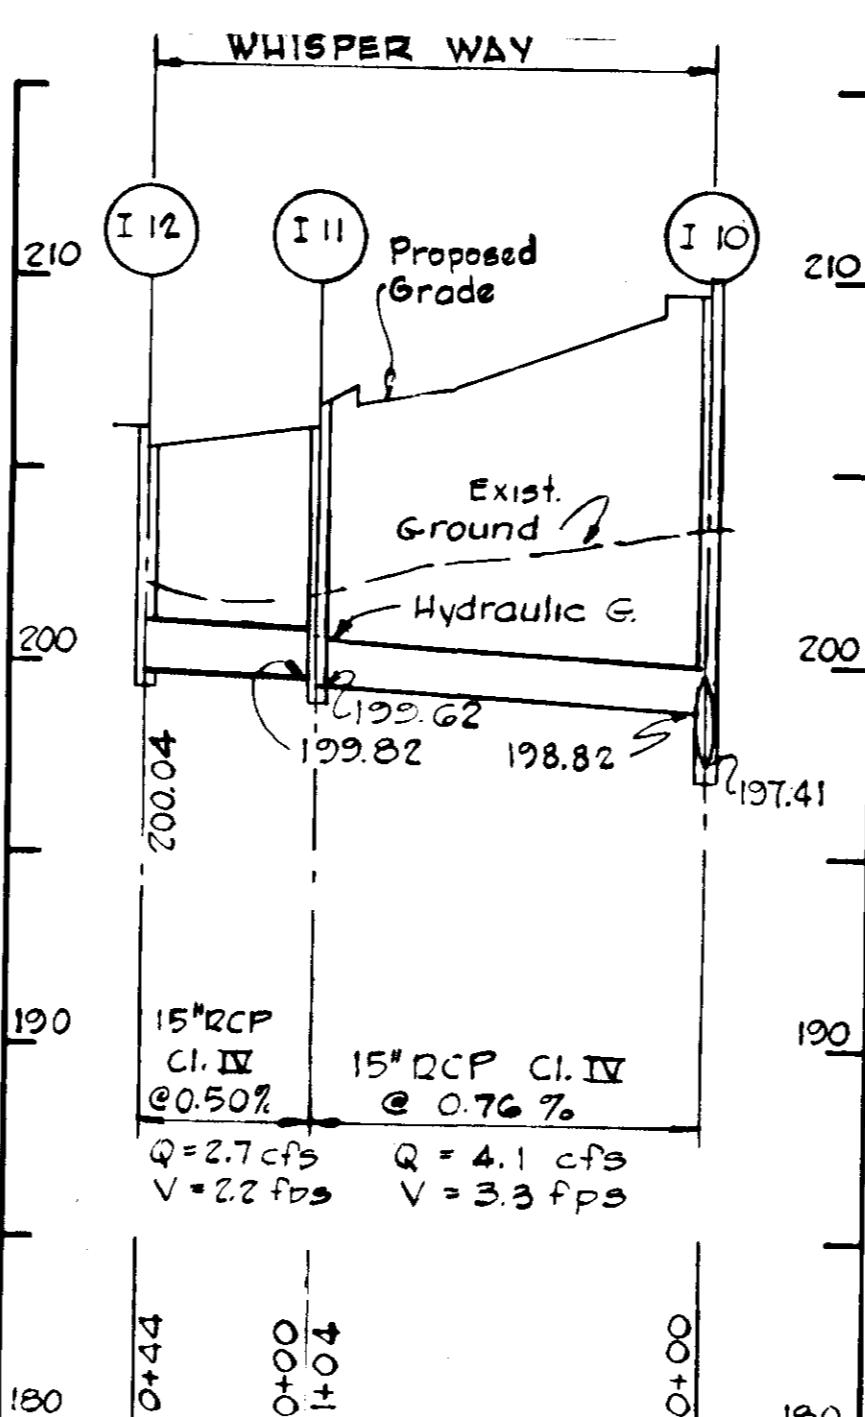 WHISPER WAY
I 12
I 11
I 10
210
Proposed
Grade
210
Exist.
Ground
Hydraulic G.
200
200
199.62
199.82
198.82
197.41
200.04
190
190
15" RCP
Cl. IV
@ 0.50%
15" RCP Cl. IV
@ 0.76 %
Q = 2.7 cfs
V = 2.2 fps
Q = 4.1 cfs
V = 3.3 fps
0+44
0+00
1+04
0+00
180
180